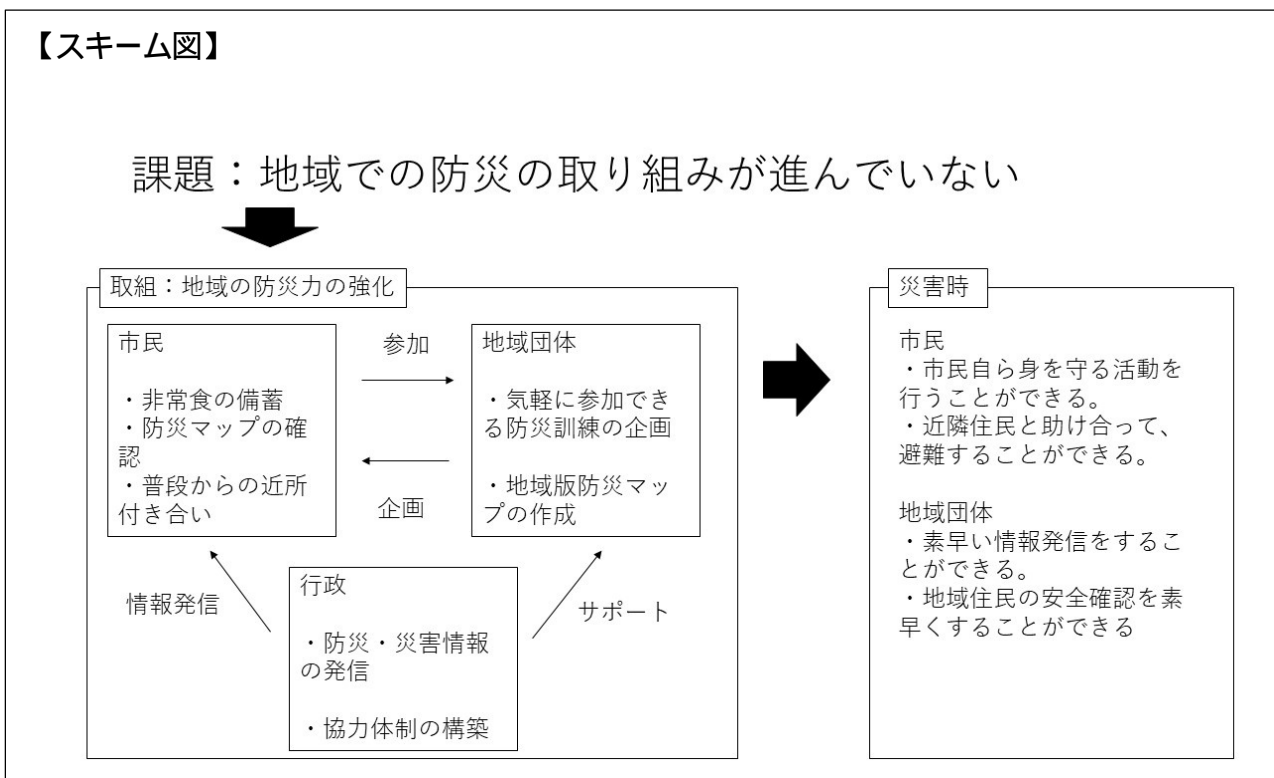 【スキーム図】
課題：地域での防災の取り組みが進んでいない
取組：地域の防災力の強化
市民
・非常食の備蓄
・防災マップの確
認
・普段からの近所
付き合い
参加
企画
地域団体
・気軽に参加でき
る防災訓練の企画
・地域版防災マッ
プの作成
情報発信
行政
・防災・災害情報
の発信
・協力体制の構築
サポート
災害時
市民
・市民自ら身を守る活動を
行うことができる。
・近隣住民と助け合って、
避難することができる。
地域団体
・素早い情報発信をするこ
とができる。
・地域住民の安全確認を素
早くすることができる